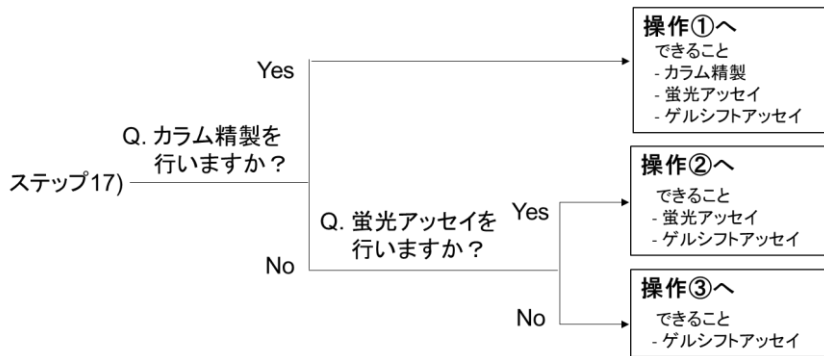 操作①へ
できること
- カラム精製
- 蛍光アッセイ
- ゲルシフトアッセイ
Yes
Q. カラム精製を
行いますか？
ステップ17)
操作②へ
できること
- 蛍光アッセイ
- ゲルシフトアッセイ
Q. 蛍光アッセイを
行いますか？
Yes
No
操作③へ
できること
- ゲルシフトアッセイ
No